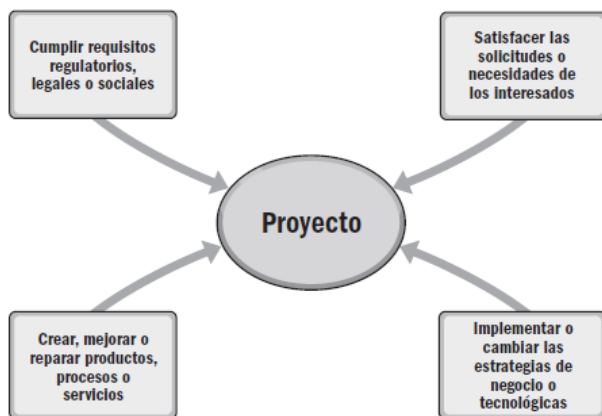 Cumplir requisitos
regulatorios,
legales o sociales
Satisfacer las
solicitudes o
necesidades de
los interesados
Proyecto
Crear, mejorar o
reparar productos,
procesos o
servicios
Implementar o
cambiar las
estrategias de
negocio o
tecnológicas